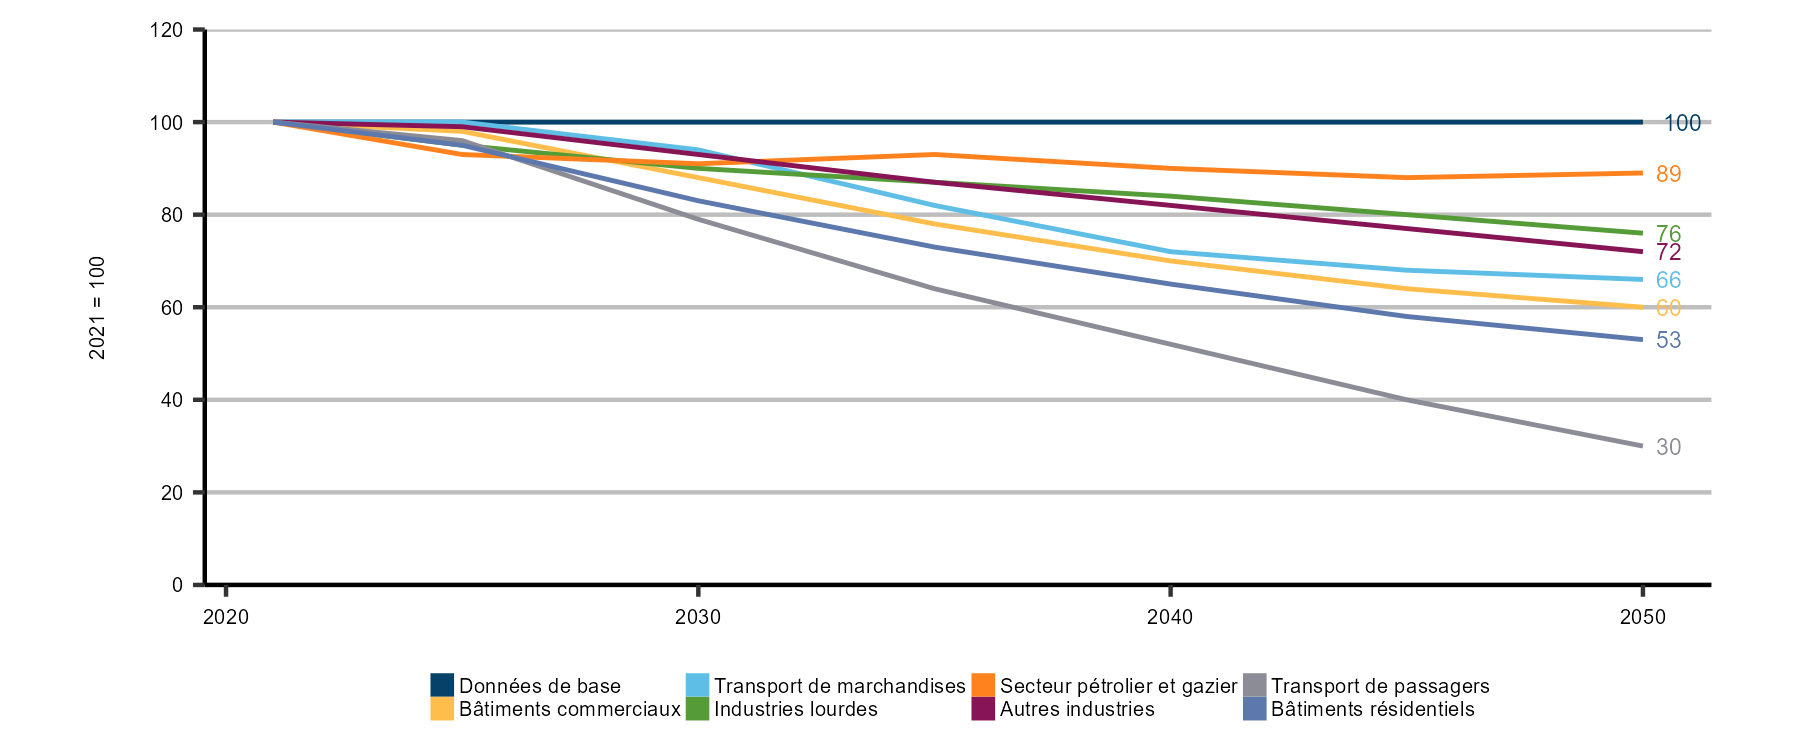 120
100
80
60
40
20
0
2021 = 100
2020
2030
2040
2050
100
89
76
72
66
60
53
30
Données de base
Transport de marchandises
Secteur pétrolier et gazier
Transport de passagers
Bâtiments commerciaux
Industries lourdes
Autres industries
Bâtiments résidentiels